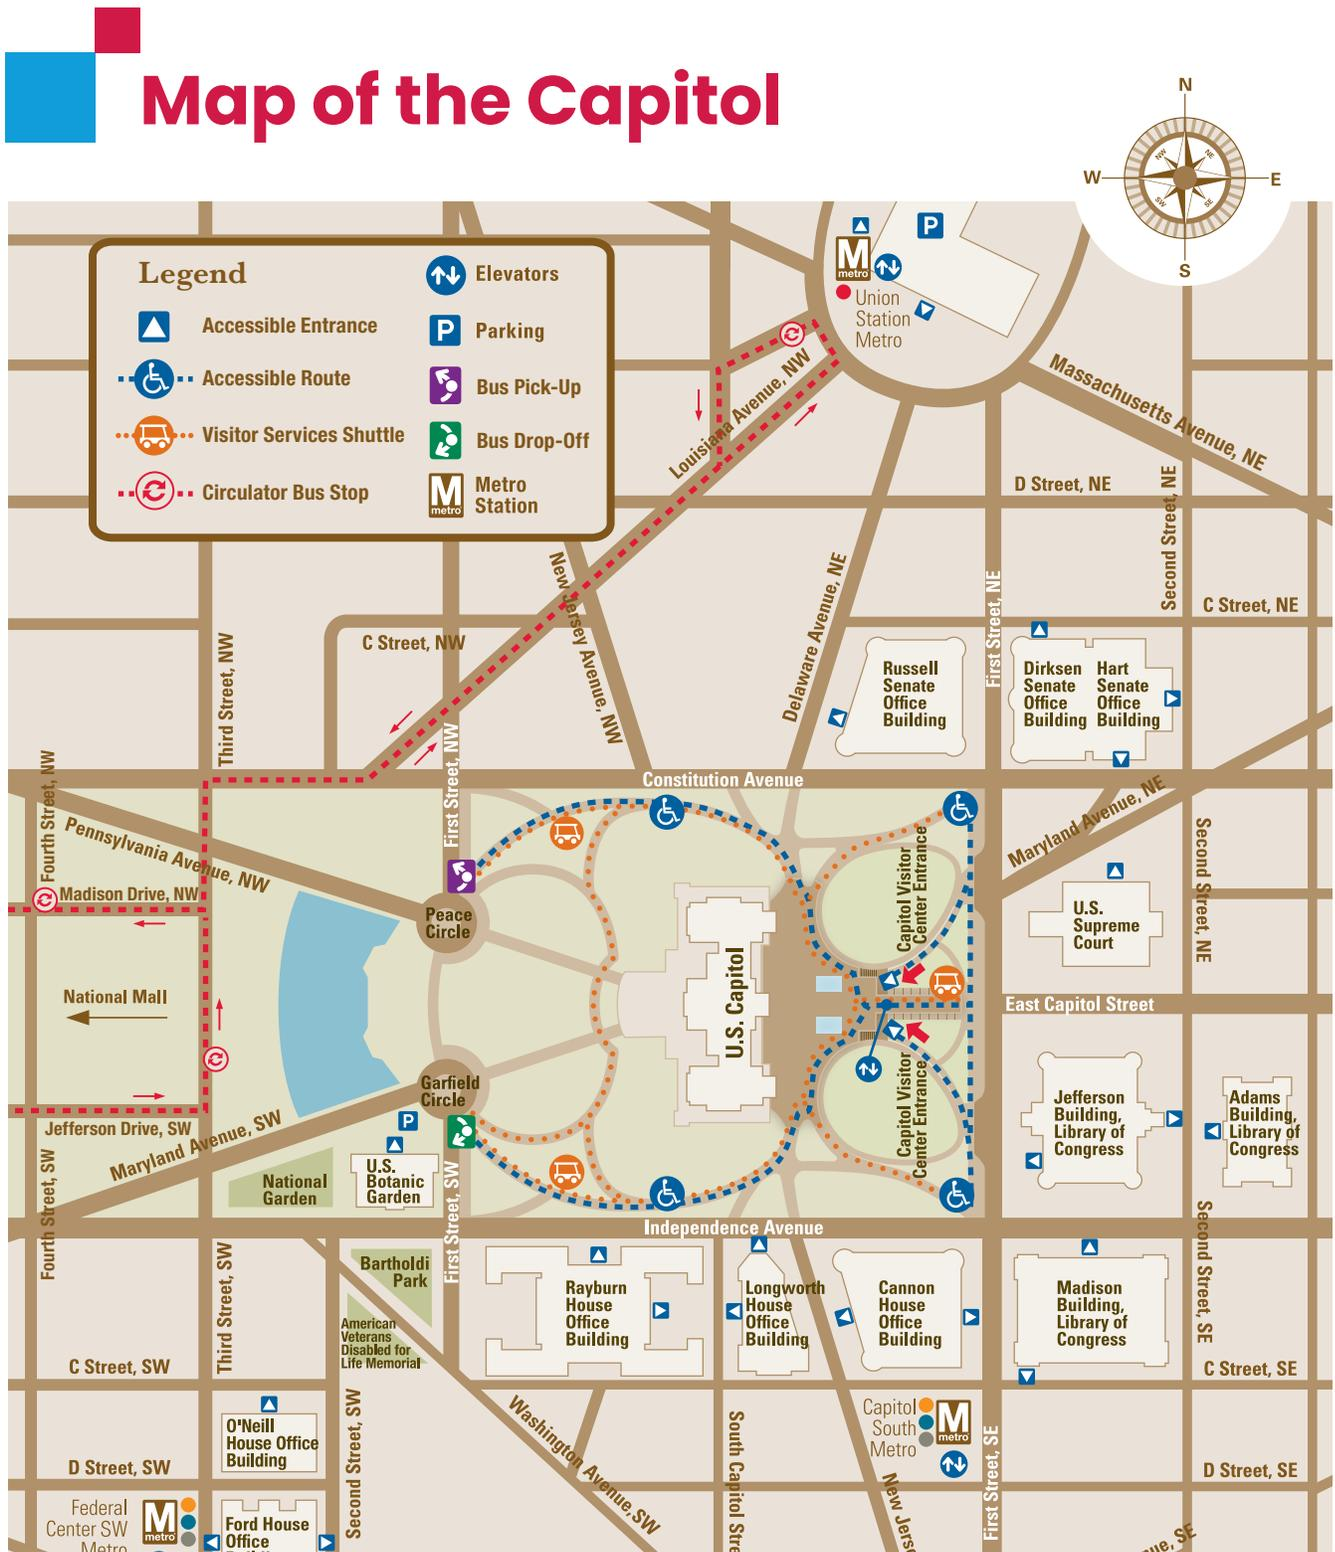 Map of the Capitol
N
NW
NE
W
E
SW
SE
S
Legend
Accessible Entrance
Accessible Route
Visitor Services Shuttle
Circulator Bus Stop
Elevators
P
Parking
Bus Pick-Up
Bus Drop-Off
M
metro
Metro
Station
P
M
metro
Union
Station
Metro
Massachusetts Avenue, NE
Louisiana Avenue, NW
D Street, NE
Second Street, NE
C Street, NE
New Jersey Avenue, NW
Delaware Avenue, NE
First Street, NE
C Street, NW
Third Street, NW
Russell
Senate
Office
Building
Dirksen
Senate
Office
Building
Hart
Senate
Office
Building
Fourth Street, NW
First Street, NW
Constitution Avenue
Pennsylvania Avenue, NW
Maryland Avenue, NE
Second Street, NE
Madison Drive, NW
Peace
Circle
Capitol Visitor
Center Entrance
U.S.
Supreme
Court
National Mall
U.S. Capitol
East Capitol Street
Garfield
Circle
Capitol Visitor
Center Entrance
Jefferson
Building,
Library of
Congress
Adams
Building,
Library of
Congress
Jefferson Drive, SW
Maryland Avenue, SW
P
U.S.
Botanic
Garden
National
Garden
Fourth Street, SW
First Street, SW
Independence Avenue
Second Street, SE
Third Street, SW
Bartholdi
Park
American
Veterans
Disabled for
Life Memorial
Rayburn
House
Office
Building
Longworth
House
Office
Building
Cannon
House
Office
Building
Madison
Building,
Library of
Congress
C Street, SW
C Street, SE
O'Neill
House Office
Building
Second Street, SW
Washington Avenue, SW
Capitol
South
Metro
M
metro
D Street, SW
D Street, SE
First Street, SE
Federal
Center SW
Metro
M
metro
Ford House
Office